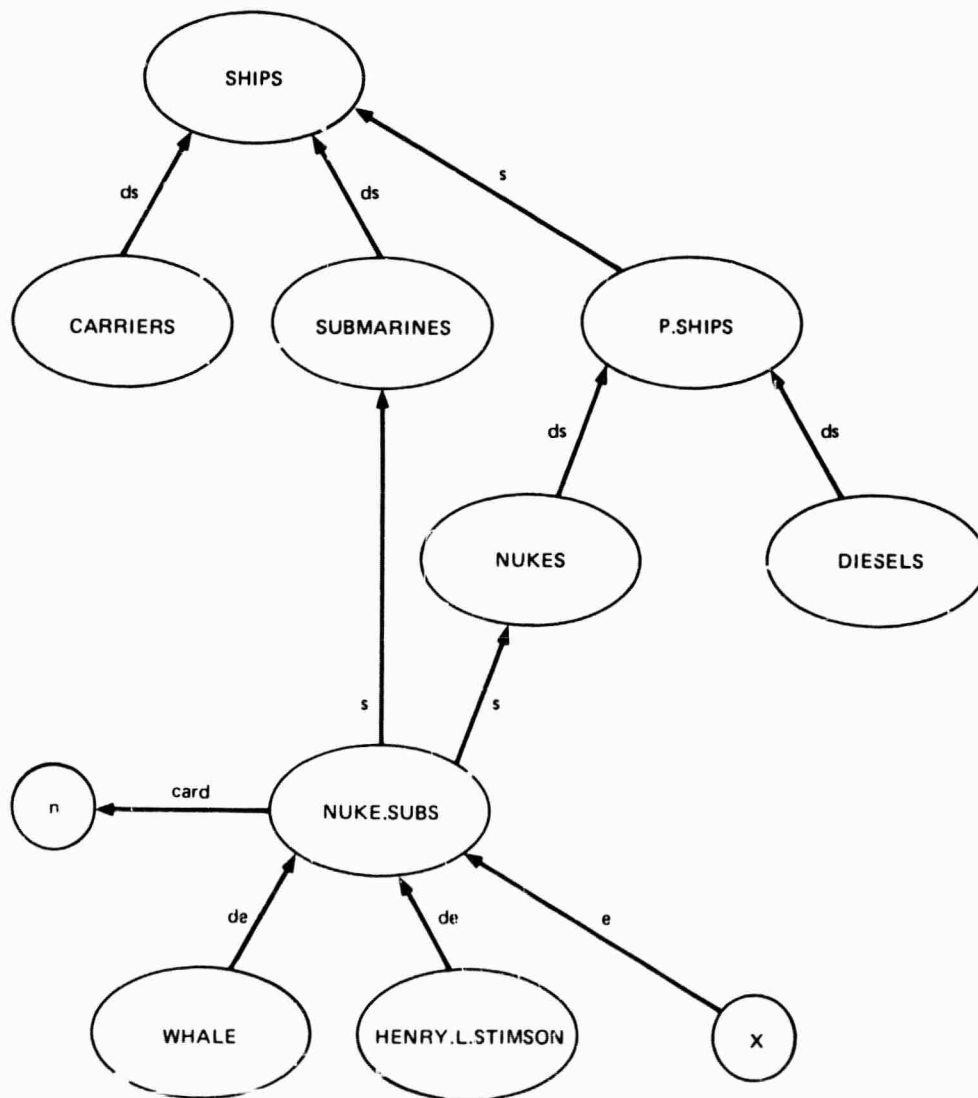 SHIPS
s
ds
ds
CARRIERS
SUBMARINES
P.SHIPS
ds
ds
NUKES
DIESELS
s
s
card
n
NUKE.SUBS
de
de
e
WHALE
HENRY.L.STIMSON
X